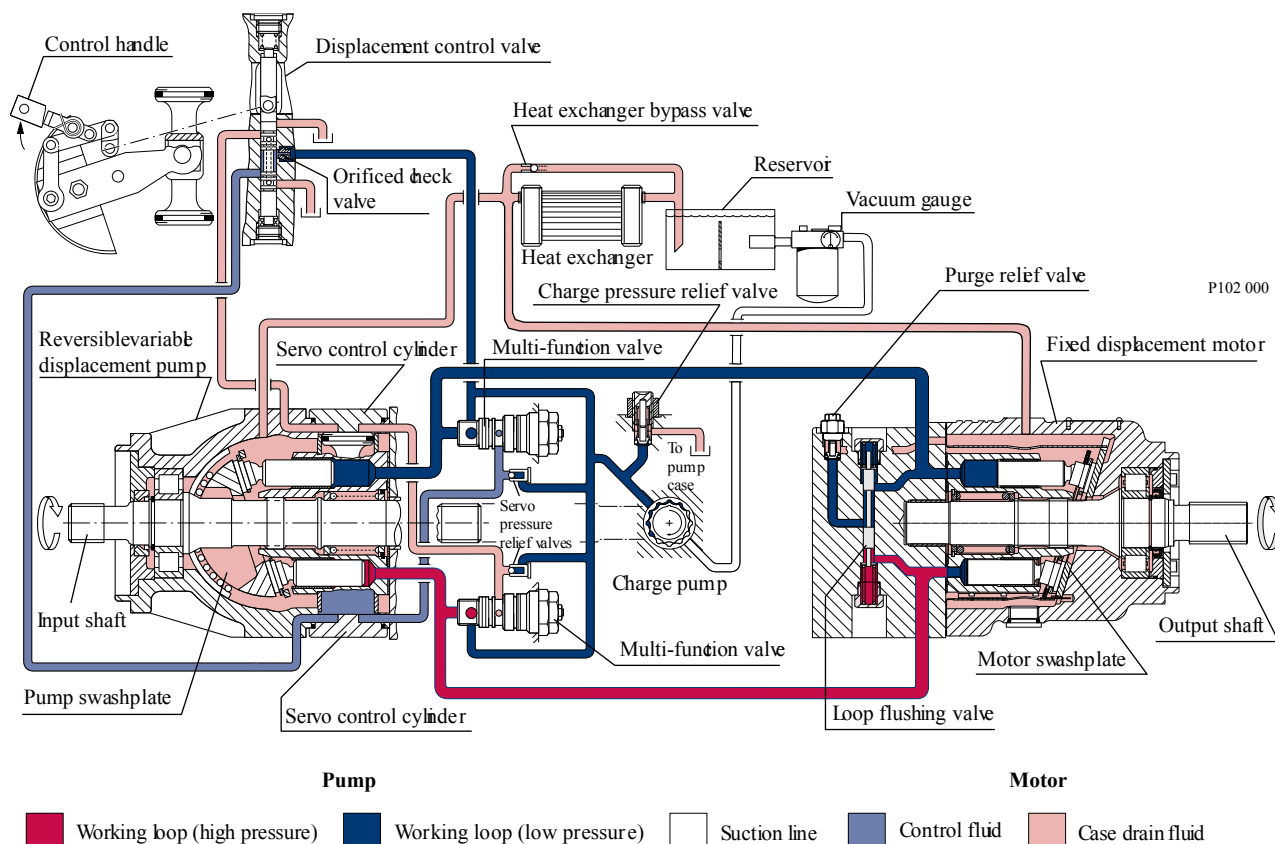 Control handle
Displacement control valve
Heat exchanger bypass valve
Reservoir
Orificed check
valve
Vacuum gauge
Heat exchanger
Purge relief valve
Charge pressure relief valve
P102 000
Reversible variable
displacement pump
Servo control cylinder
Multi-function valve
Fixed displacement motor
To
pump
case
Servo
pressure
relief valves
Charge pump
Input shaft
Output shaft
Multi-function valve
Motor swashplate
Pump swashplate
Loop flushing valve
Servo control cylinder
Pump
Motor
Working loop (high pressure)
Working loop (low pressure)
Suction line
Control fluid
Case drain fluid